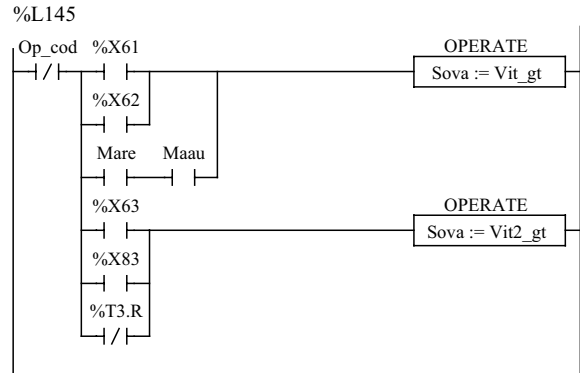 %L145
Op_cod %X61 OPERATE
Sova := Vit_gt
%X62
Mare Maau
%X63 OPERATE
Sova := Vit2_gt
%X83
%T3.R